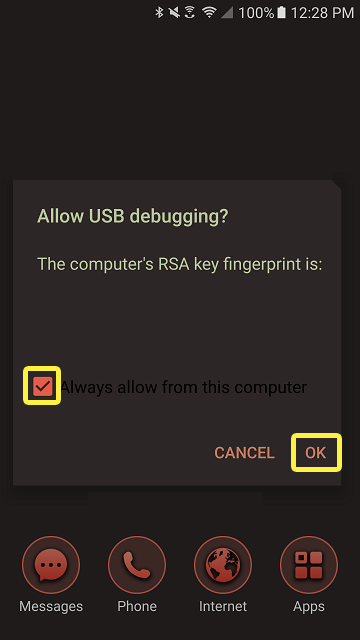 100% 12:28 PM
Allow USB debugging?
The computer's RSA key fingerprint is:
Always allow from this computer
CANCEL OK
Messages Phone Internet Apps